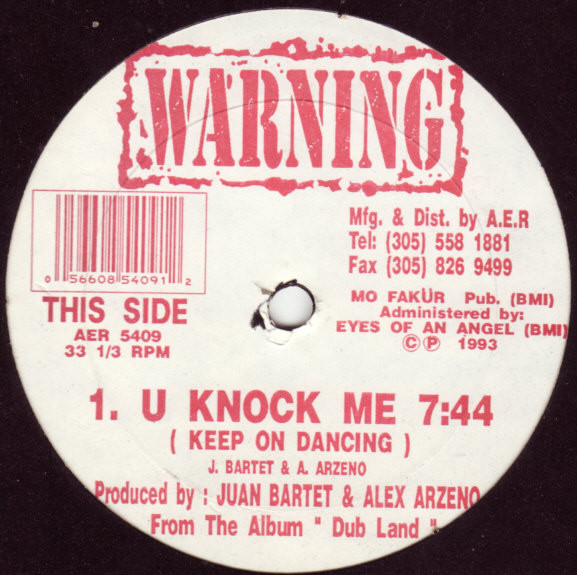 WARNING
Mfg. & Dist. by A.E.R
Tel: (305) 558 1881
Fax (305) 826 9499
0 56608 54091 2
MO FAKÜR Pub. (BMI)
Administered by:
EYES OF AN ANGEL (BMI)
©℗ 1993
THIS SIDE
AER 5409
33 1/3 RPM
1. U KNOCK ME 7:44
( KEEP ON DANCING )
J. BARTET & A. ARZENO
Produced by : JUAN BARTET & ALEX ARZENO
From The Album " Dub Land "